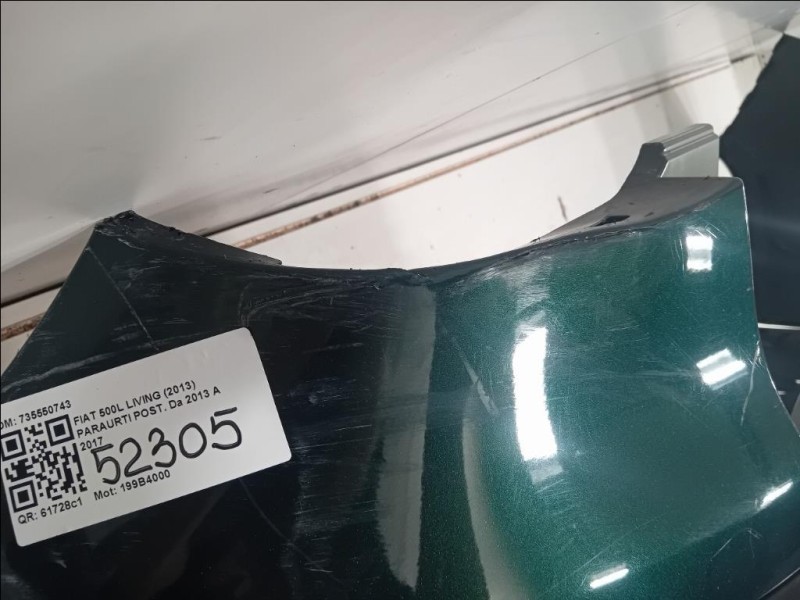 OM: 735550743
FIAT 500L LIVING (2013)
PARAURTI POST. Da 2013 A
2017
52305
QR: 61728c1
Mot: 199B4000